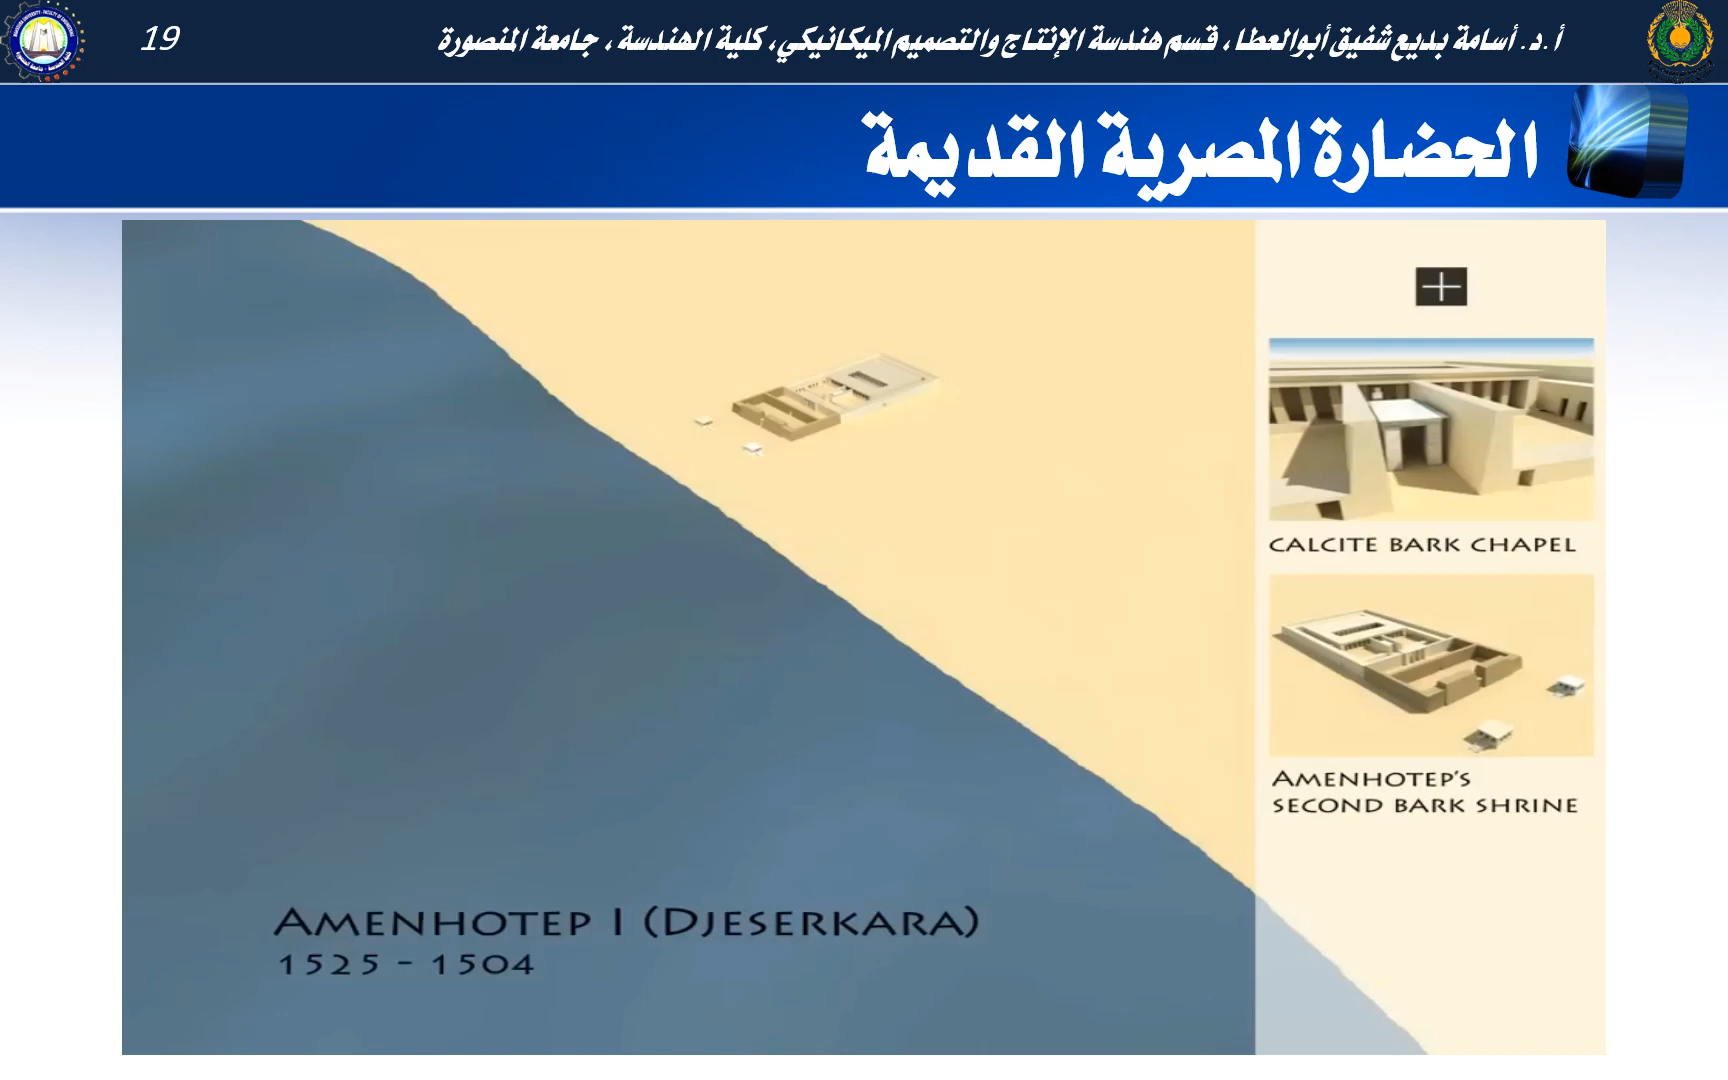 أ.د. أسامة بديع شفيق أبوالعطا ، قسم هندسة الإنتاج والتصميم الميكانيكي، كلية الهندسة ، جامعة المنصورة
19
الحضارة المصرية القديمة
CALCITE BARK CHAPEL
AMENHOTEP'S
SECOND BARK SHRINE
AMENHOTEP I (DJESERKARA)
1525 - 1504